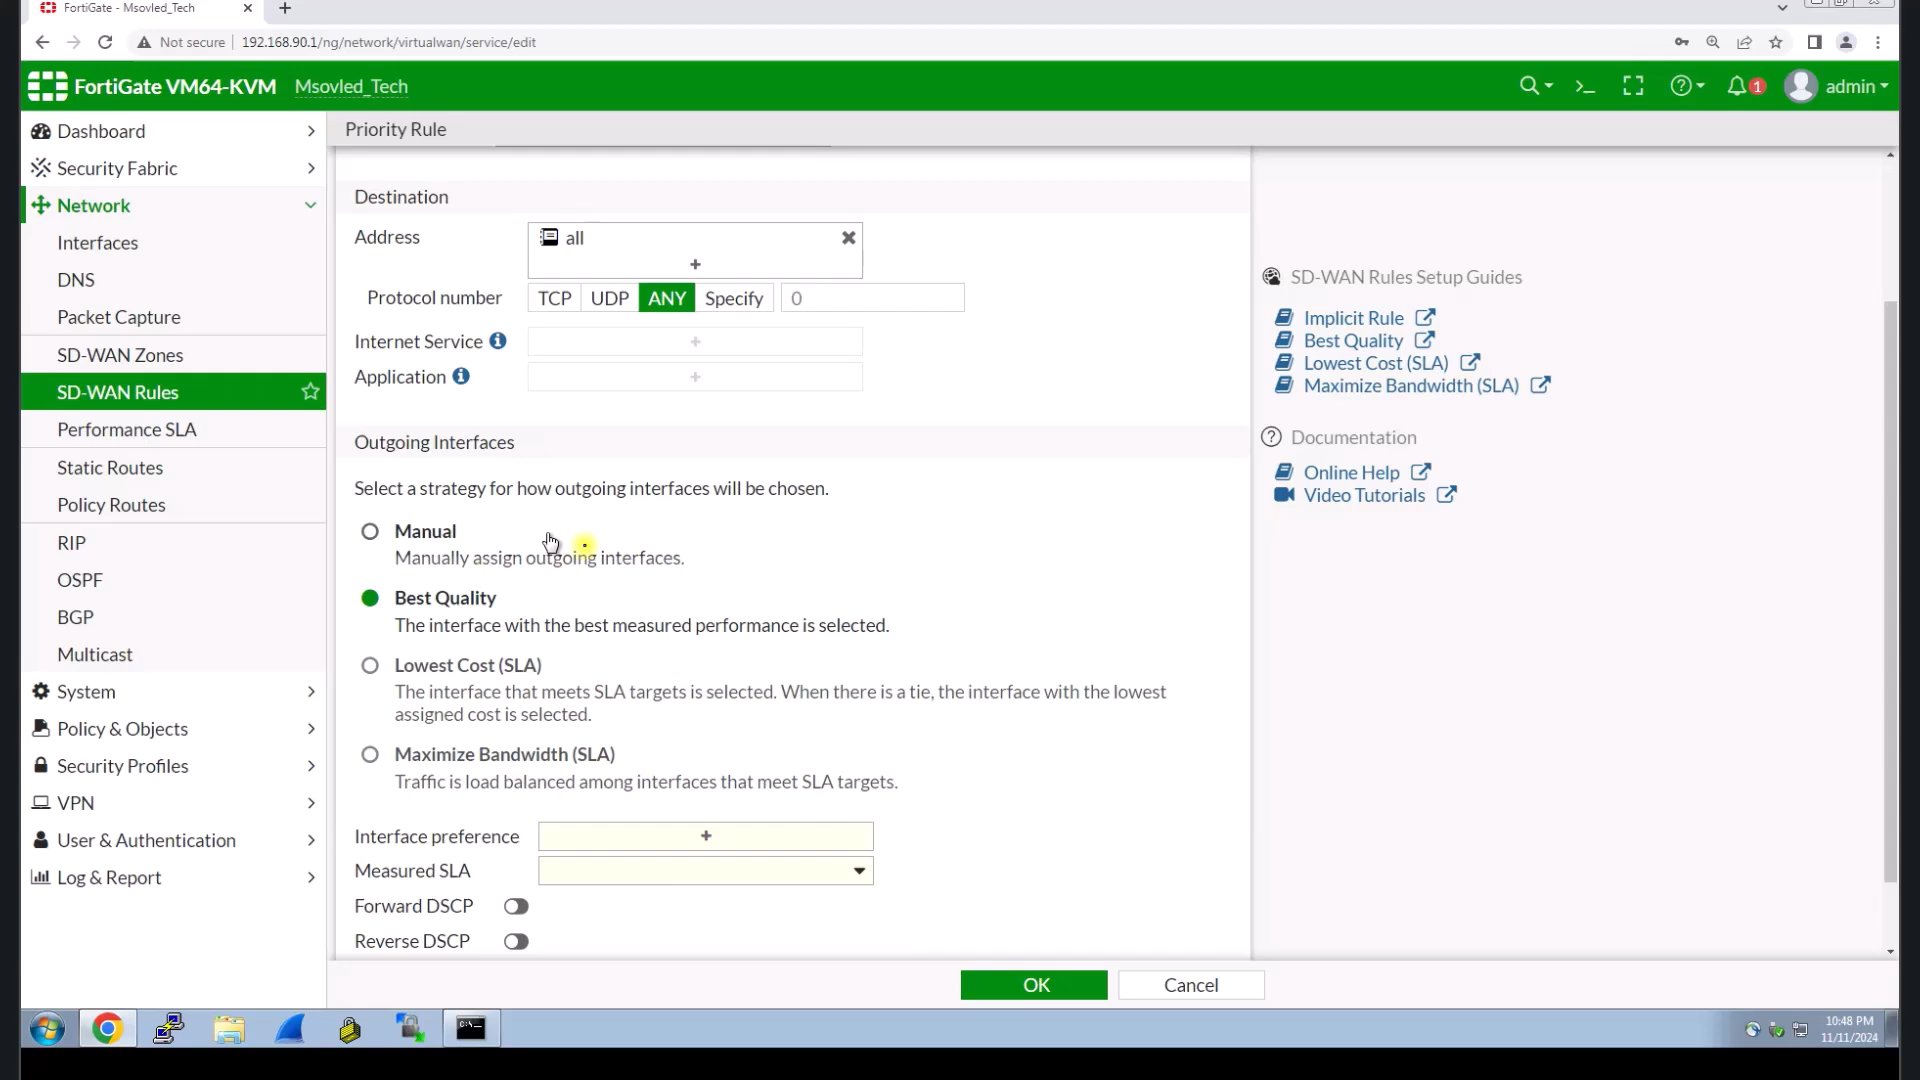 FortiGate - Msovled_Tech
Not secure
192.168.90.1/ng/network/virtualwan/service/edit
FortiGate VM64-KVM
Msovled_Tech
1
admin
Dashboard
Security Fabric
Network
Interfaces
DNS
Packet Capture
SD-WAN Zones
SD-WAN Rules
Performance SLA
Static Routes
Policy Routes
RIP
OSPF
BGP
Multicast
System
Policy & Objects
Security Profiles
VPN
User & Authentication
Log & Report
Priority Rule
Destination
Address
all
Protocol number
TCP
UDP
ANY
Specify
0
Internet Service
Application
Outgoing Interfaces
Select a strategy for how outgoing interfaces will be chosen.
Manual
Manually assign outgoing interfaces.
Best Quality
The interface with the best measured performance is selected.
Lowest Cost (SLA)
The interface that meets SLA targets is selected. When there is a tie, the interface with the lowest
assigned cost is selected.
Maximize Bandwidth (SLA)
Traffic is load balanced among interfaces that meet SLA targets.
Interface preference
Measured SLA
Forward DSCP
Reverse DSCP
OK
Cancel
SD-WAN Rules Setup Guides
Implicit Rule
Best Quality
Lowest Cost (SLA)
Maximize Bandwidth (SLA)
Documentation
Online Help
Video Tutorials
10:48 PM
11/11/2024